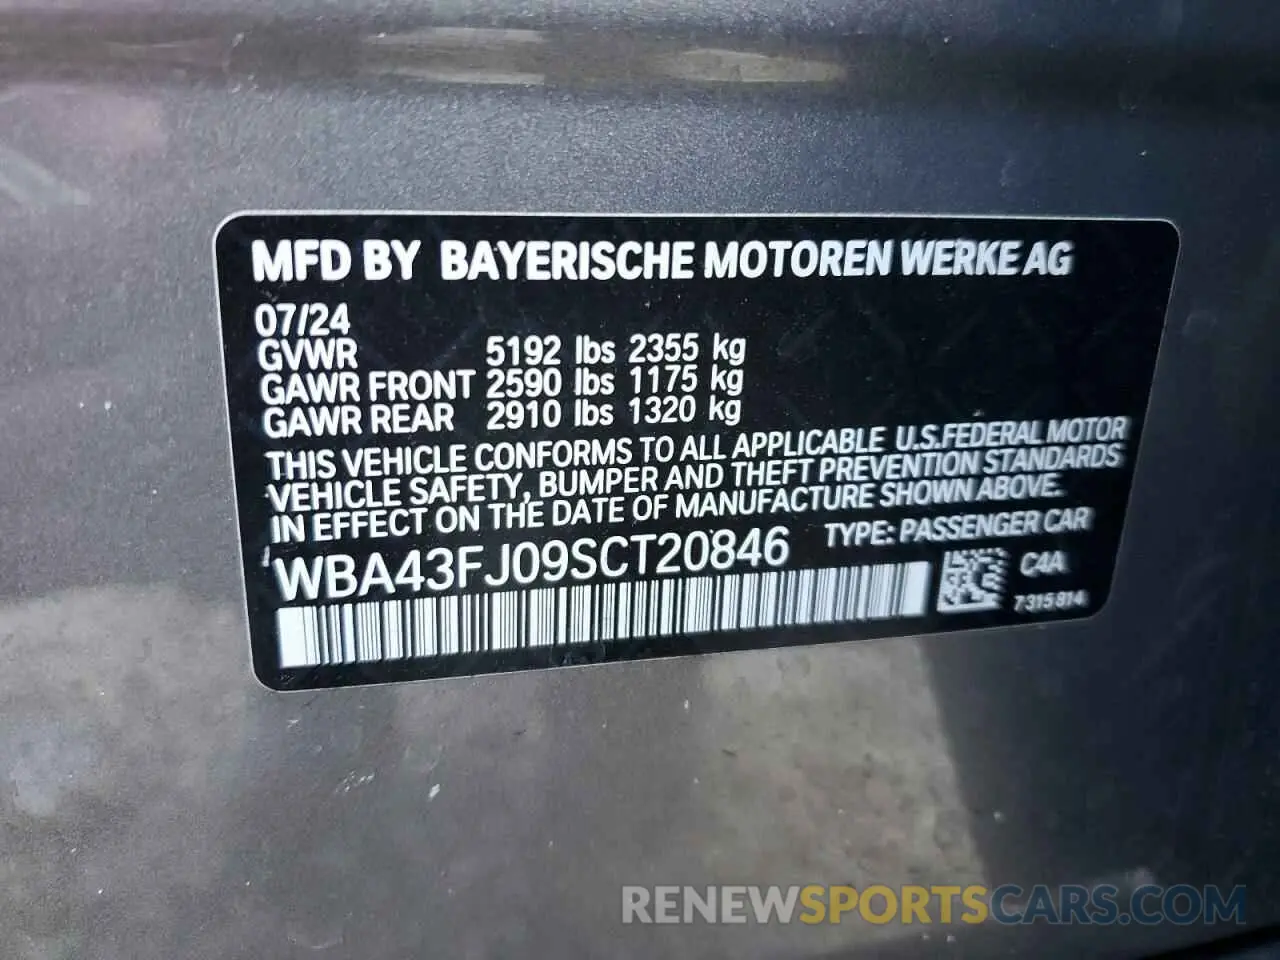 MFD BY BAYERISCHE MOTOREN WERKE AG
07/24
GVWR 5192 lbs 2355 kg
GAWR FRONT 2590 lbs 1175 kg
GAWR REAR 2910 lbs 1320 kg
THIS VEHICLE CONFORMS TO ALL APPLICABLE U.S.FEDERAL MOTOR
VEHICLE SAFETY, BUMPER AND THEFT PREVENTION STANDARDS
IN EFFECT ON THE DATE OF MANUFACTURE SHOWN ABOVE.
WBA43FJ09SCT20846 TYPE: PASSENGER CAR
C4A
7315814
RENEWSPORTSCARS.COM